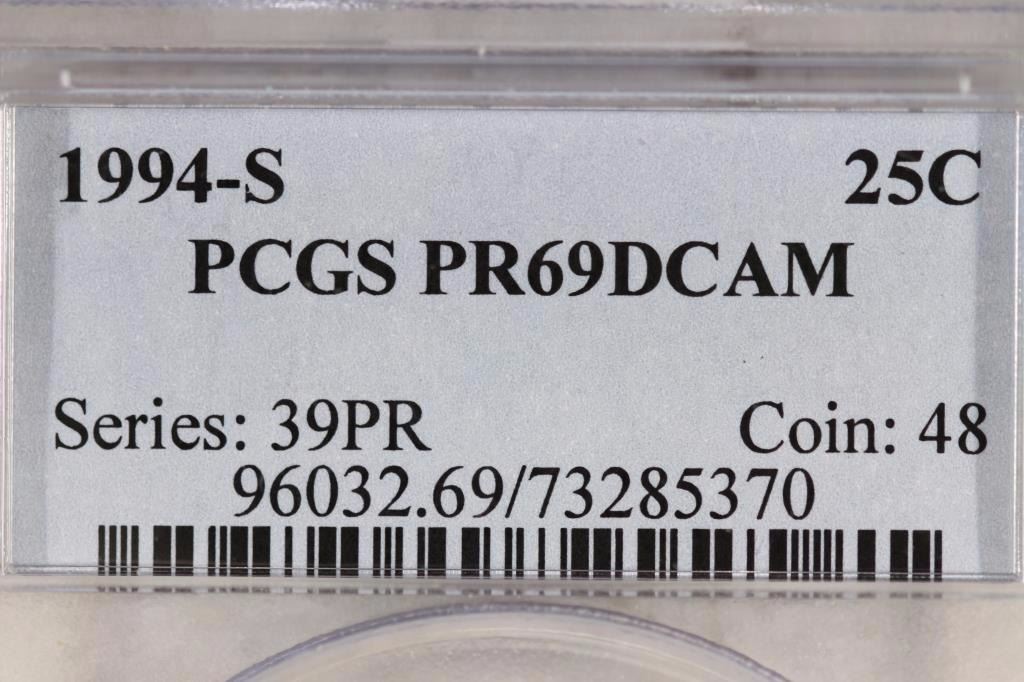 1994-S 25C
PCGS PR69DCAM
Series: 39PR Coin: 48
96032.69/73285370